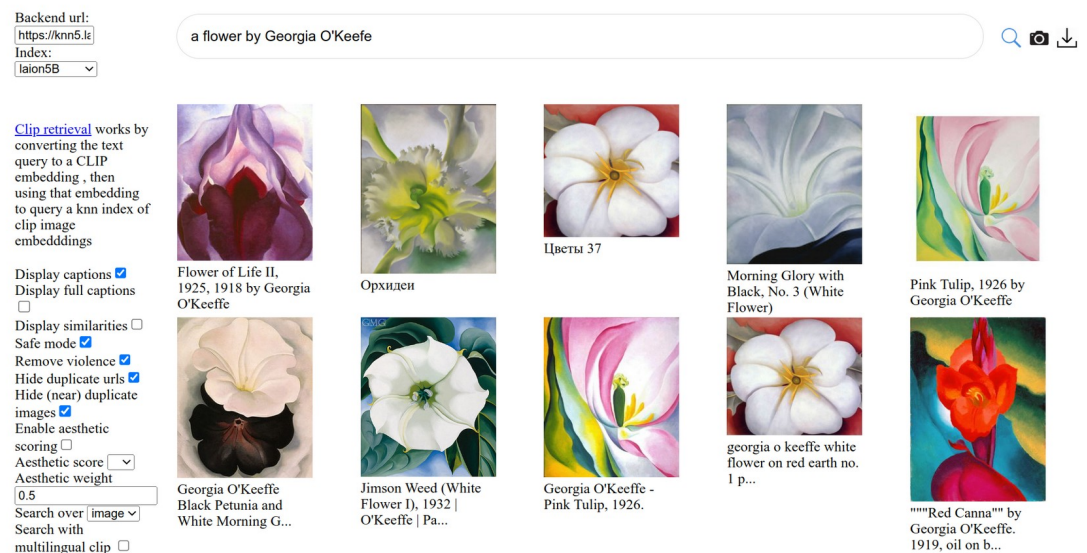 Backend url:
https://knn5.la
Index:
laion5B
a flower by Georgia O'Keefe
Clip retrieval works by
converting the text
query to a CLIP
embedding , then
using that embedding
to query a knn index of
clip image
embedddings
Display captions
Display full captions
Display similarities
Safe mode
Remove violence
Hide duplicate urls
Hide (near) duplicate
images
Enable aesthetic
scoring
Aesthetic score
Aesthetic weight
0.5
Search over image
Search with
multilingual clip
Flower of Life II,
1925, 1918 by Georgia
O'Keeffe
Орхидеи
Цветы 37
Morning Glory with
Black, No. 3 (White
Flower)
Pink Tulip, 1926 by
Georgia O'Keeffe
Georgia O'Keeffe
Black Petunia and
White Morning G...
GMG
Jimson Weed (White
Flower I), 1932 |
O'Keeffe | Pa...
Georgia O'Keeffe -
Pink Tulip, 1926.
georgia o keeffe white
flower on red earth no.
1 p...
"""Red Canna"" by
Georgia O'Keeffe.
1919, oil on b...